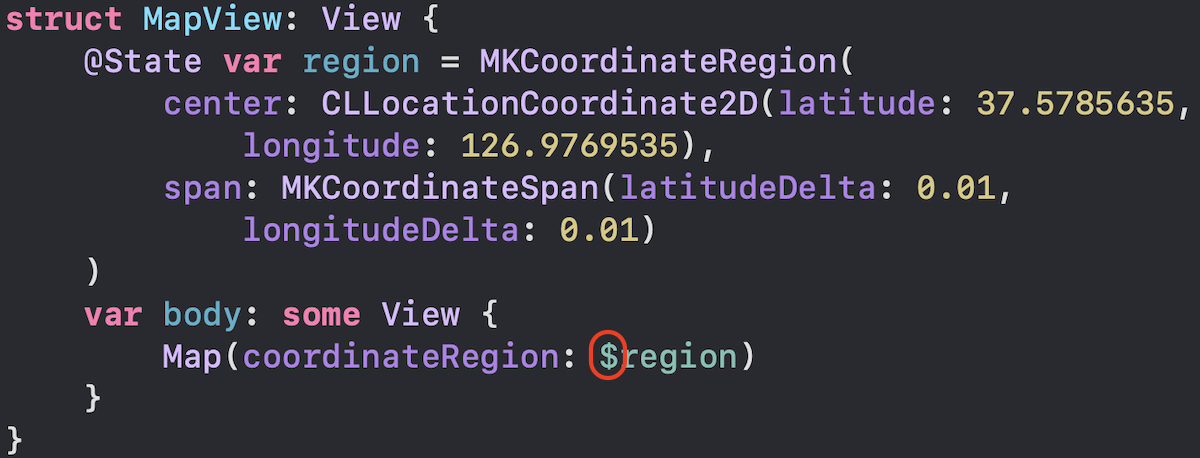 struct MapView: View {
    @State var region = MKCoordinateRegion(
        center: CLLocationCoordinate2D(latitude: 37.5785635,
            longitude: 126.9769535),
        span: MKCoordinateSpan(latitudeDelta: 0.01,
            longitudeDelta: 0.01)
    )
    var body: some View {
        Map(coordinateRegion: $region)
    }
}